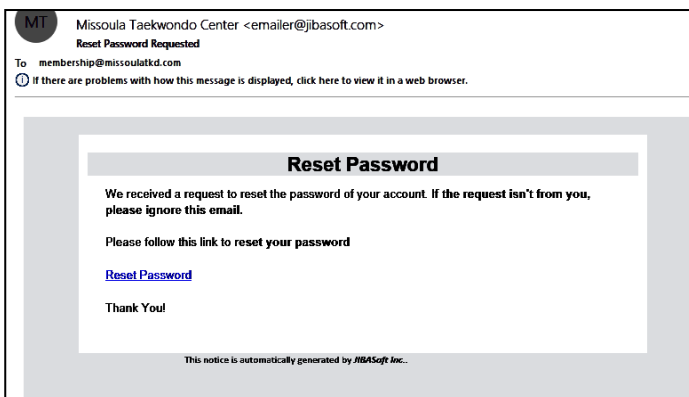 MT
Missoula Taekwondo Center <emailer@jibasoft.com>
Reset Password Requested
To membership@missoulatkd.com
If there are problems with how this message is displayed, click here to view it in a web browser.
Reset Password
We received a request to reset the password of your account. If the request isn't from you,
please ignore this email.
Please follow this link to reset your password
Reset Password
Thank You!
This notice is automatically generated by JIBASoft Inc..